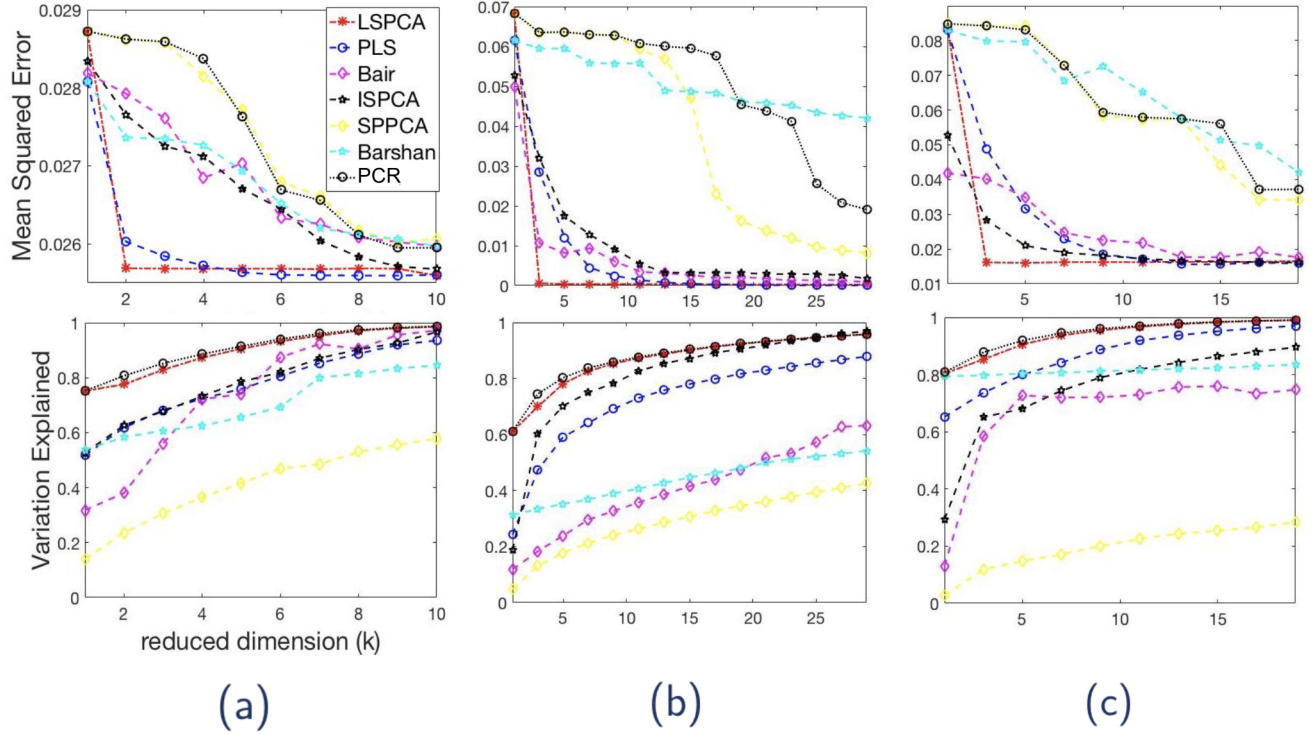 Mean Squared Error
0.029
0.028
0.027
0.026
2 4 6 8 10
LSPCA
PLS
Bair
ISPCA
SPPCA
Barshan
PCR
0.07
0.06
0.05
0.04
0.03
0.02
0.01
0
5 10 15 20 25
0.08
0.07
0.06
0.05
0.04
0.03
0.02
0.01
5 10 15
Variation Explained
1
0.8
0.6
0.4
0.2
0
2 4 6 8 10
reduced dimension (k)
1
0.8
0.6
0.4
0.2
0
5 10 15 20 25
1
0.8
0.6
0.4
0.2
0
5 10 15
(a) (b) (c)